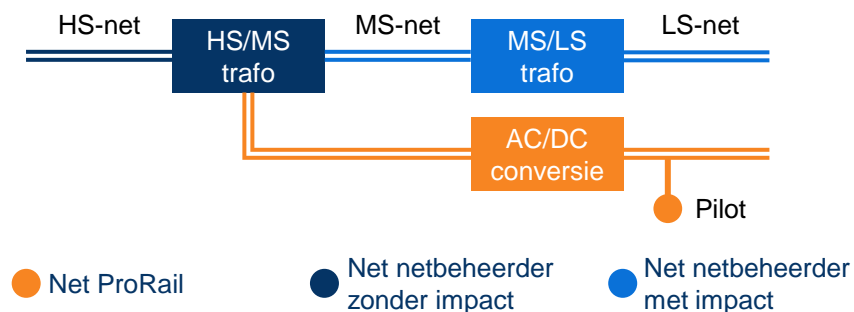 HS-net
MS-net
LS-net
HS/MS
trafo
MS/LS
trafo
AC/DC
conversie
Pilot
Net ProRail
Net netbeheerder
zonder impact
Net netbeheerder
met impact